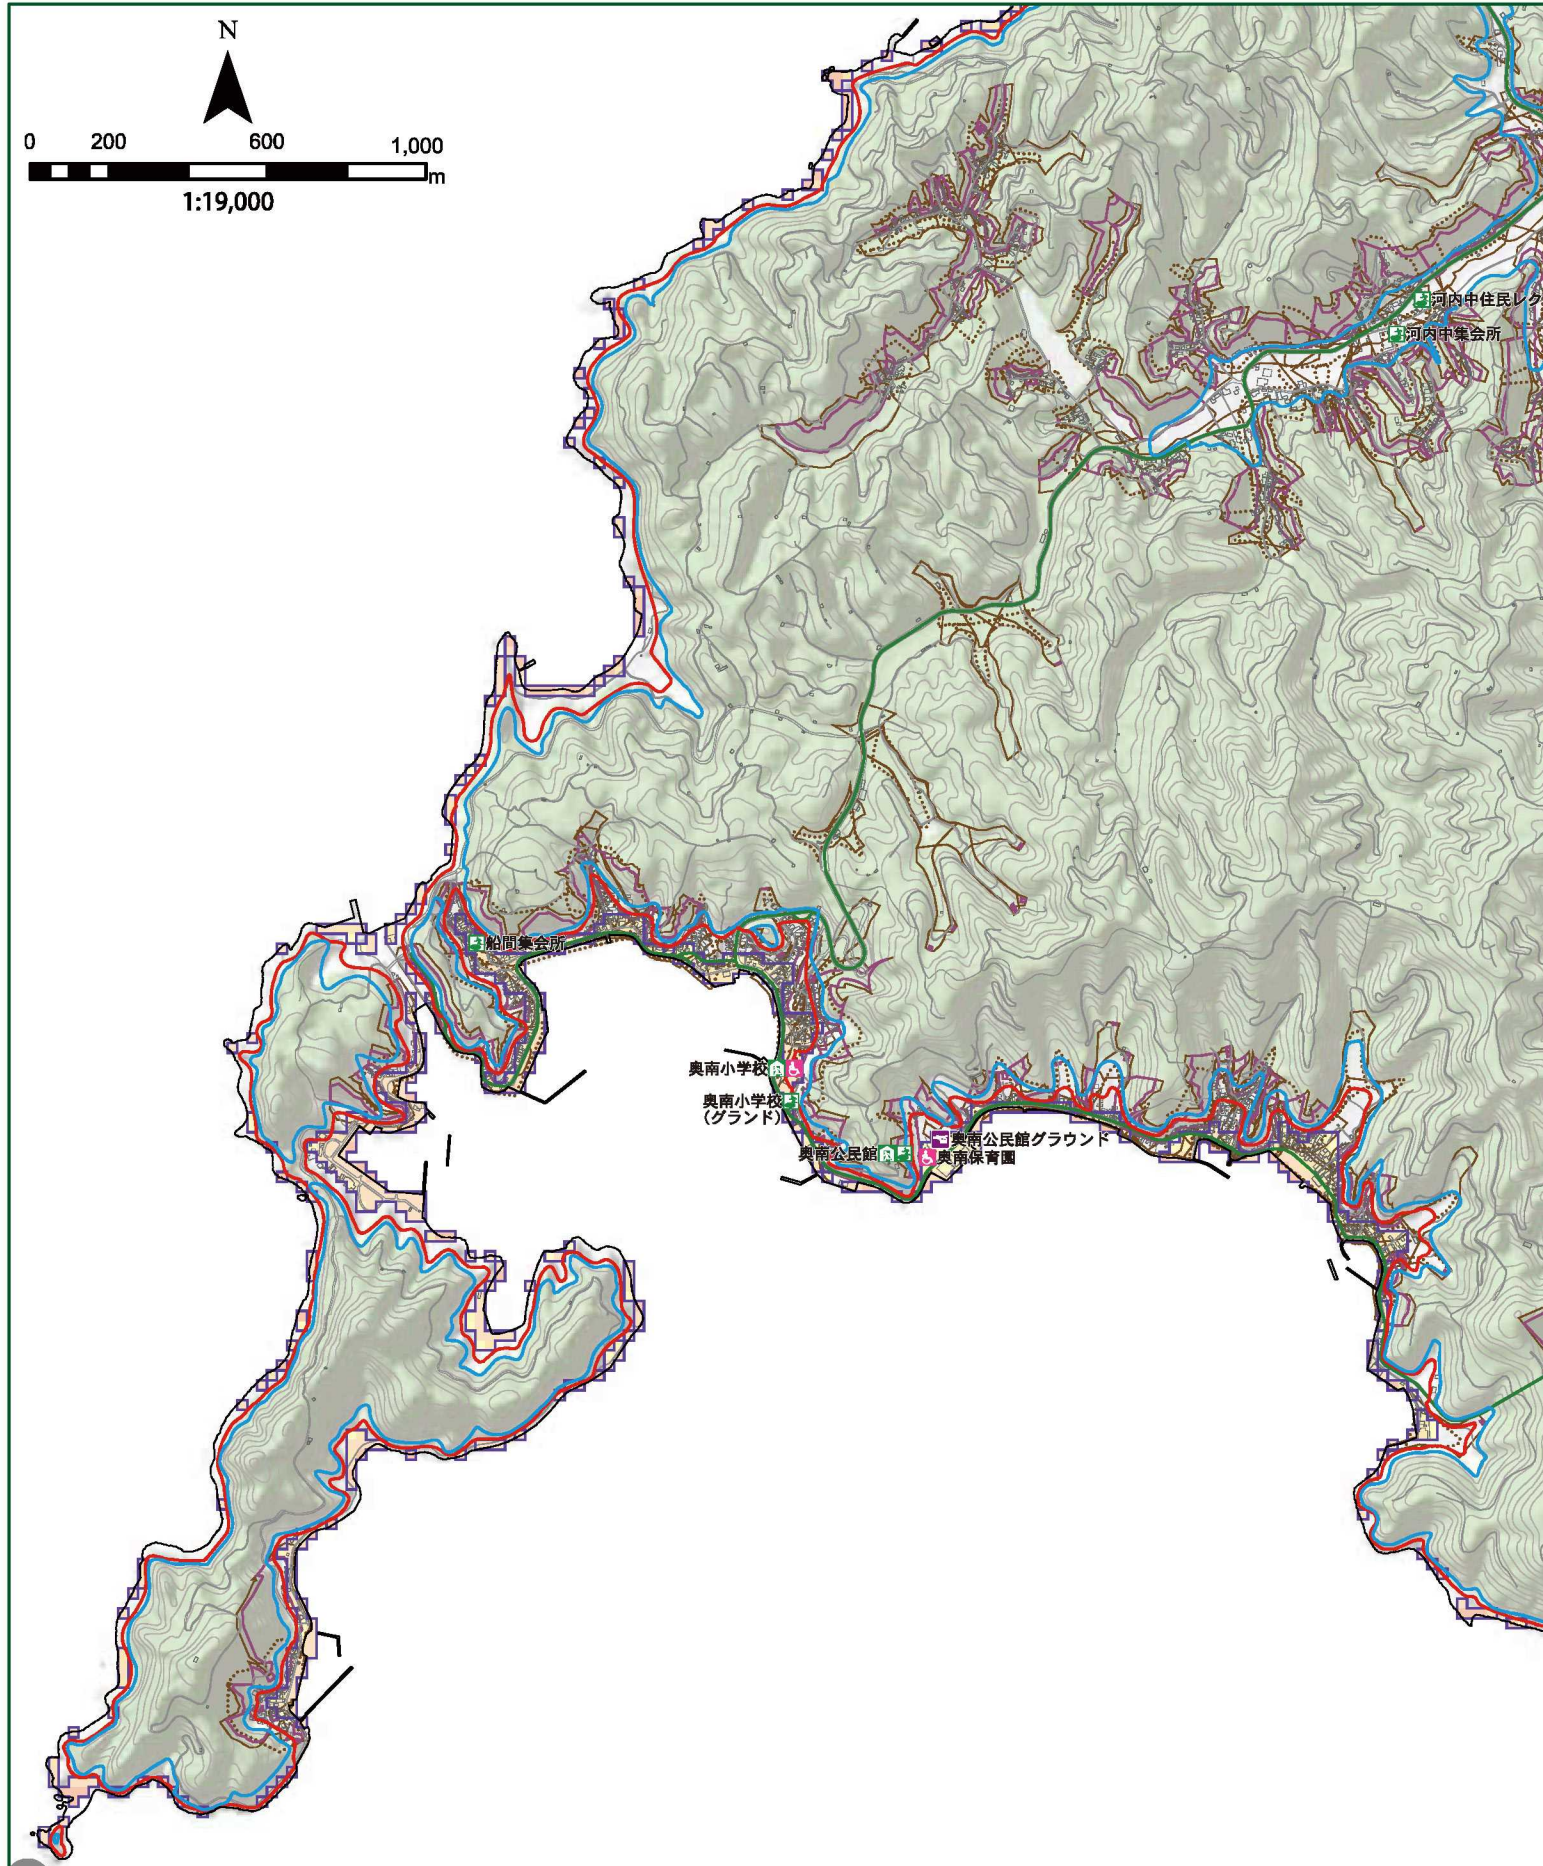 N
0 200 600 1,000
m
1:19,000
河内中住民レク
河内中集会所
船間集会所
奥南小学校
奥南小学校
(グランド)
奥南公民館グラウンド
奥南公民館
奥南保育園